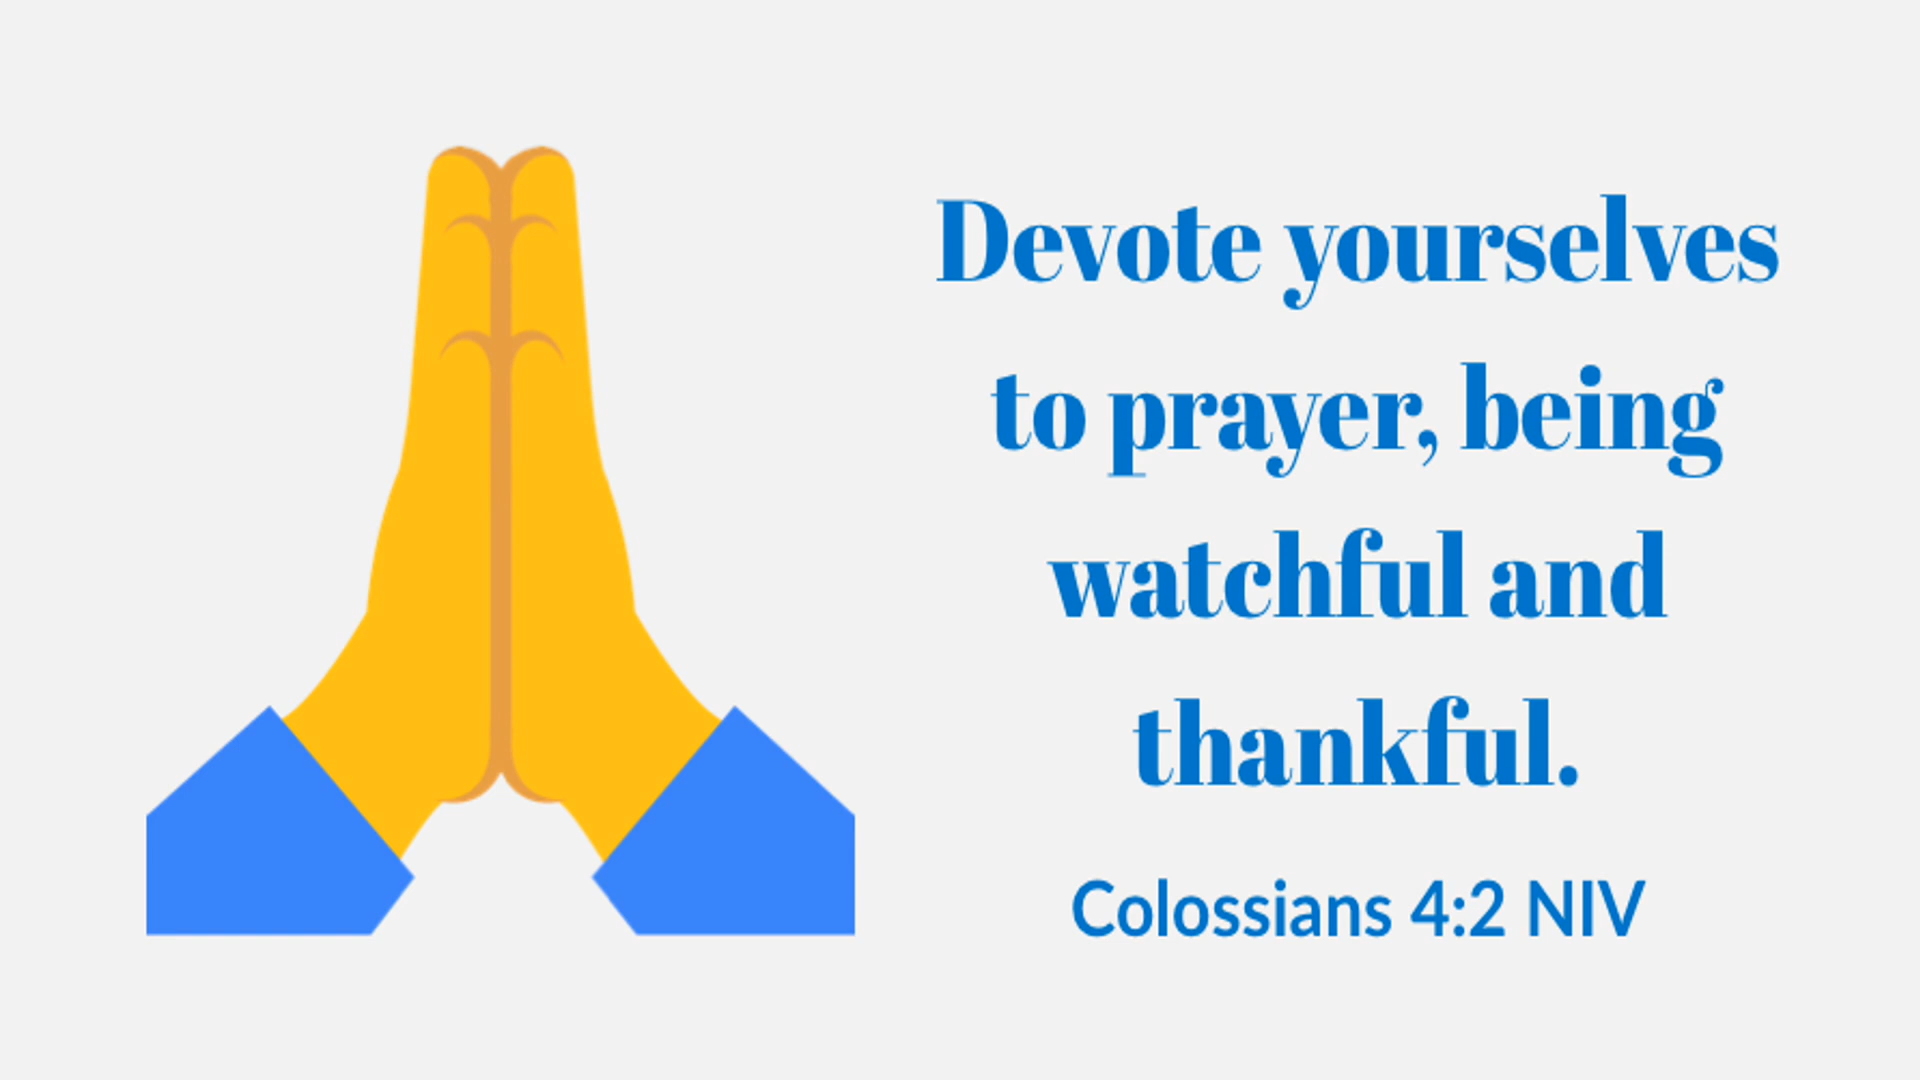 Devote yourselves
to prayer, being
watchful and
thankful.
Colossians 4:2 NIV